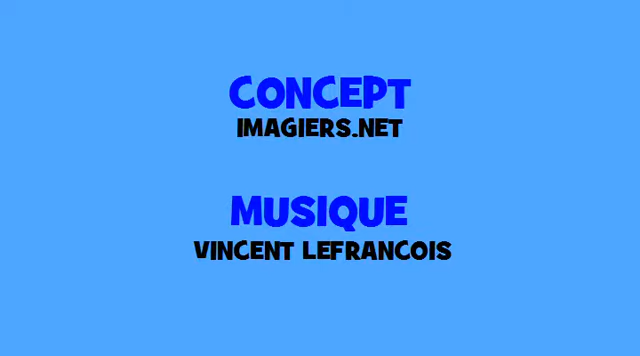 CONCEPT
IMAGIERS.NET
MUSIQUE
VINCENT LEFRANCOIS